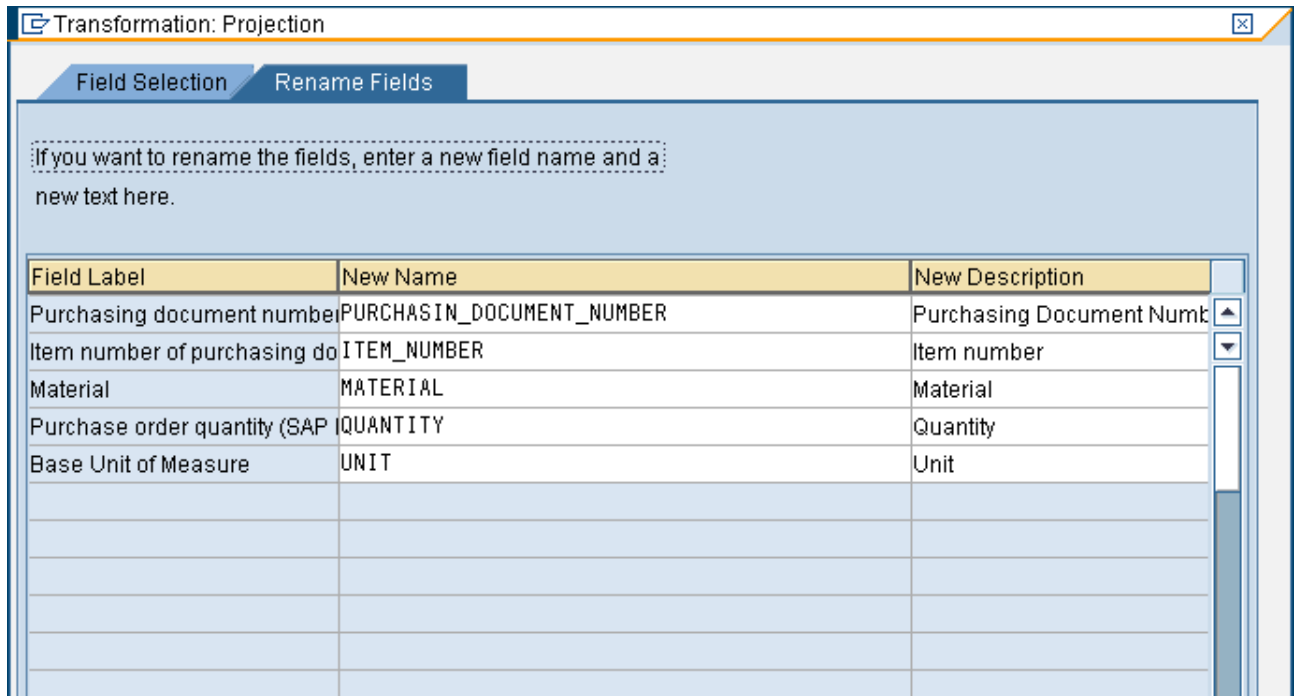 Transformation: Projection
Field Selection Rename Fields
If you want to rename the fields, enter a new field name and a
new text here.
Field Label New Name New Description
Purchasing document number PURCHASIN_DOCUMENT_NUMBER Purchasing Document Numb
Item number of purchasing do ITEM_NUMBER Item number
Material MATERIAL Material
Purchase order quantity (SAP QUANTITY Quantity
Base Unit of Measure UNIT Unit